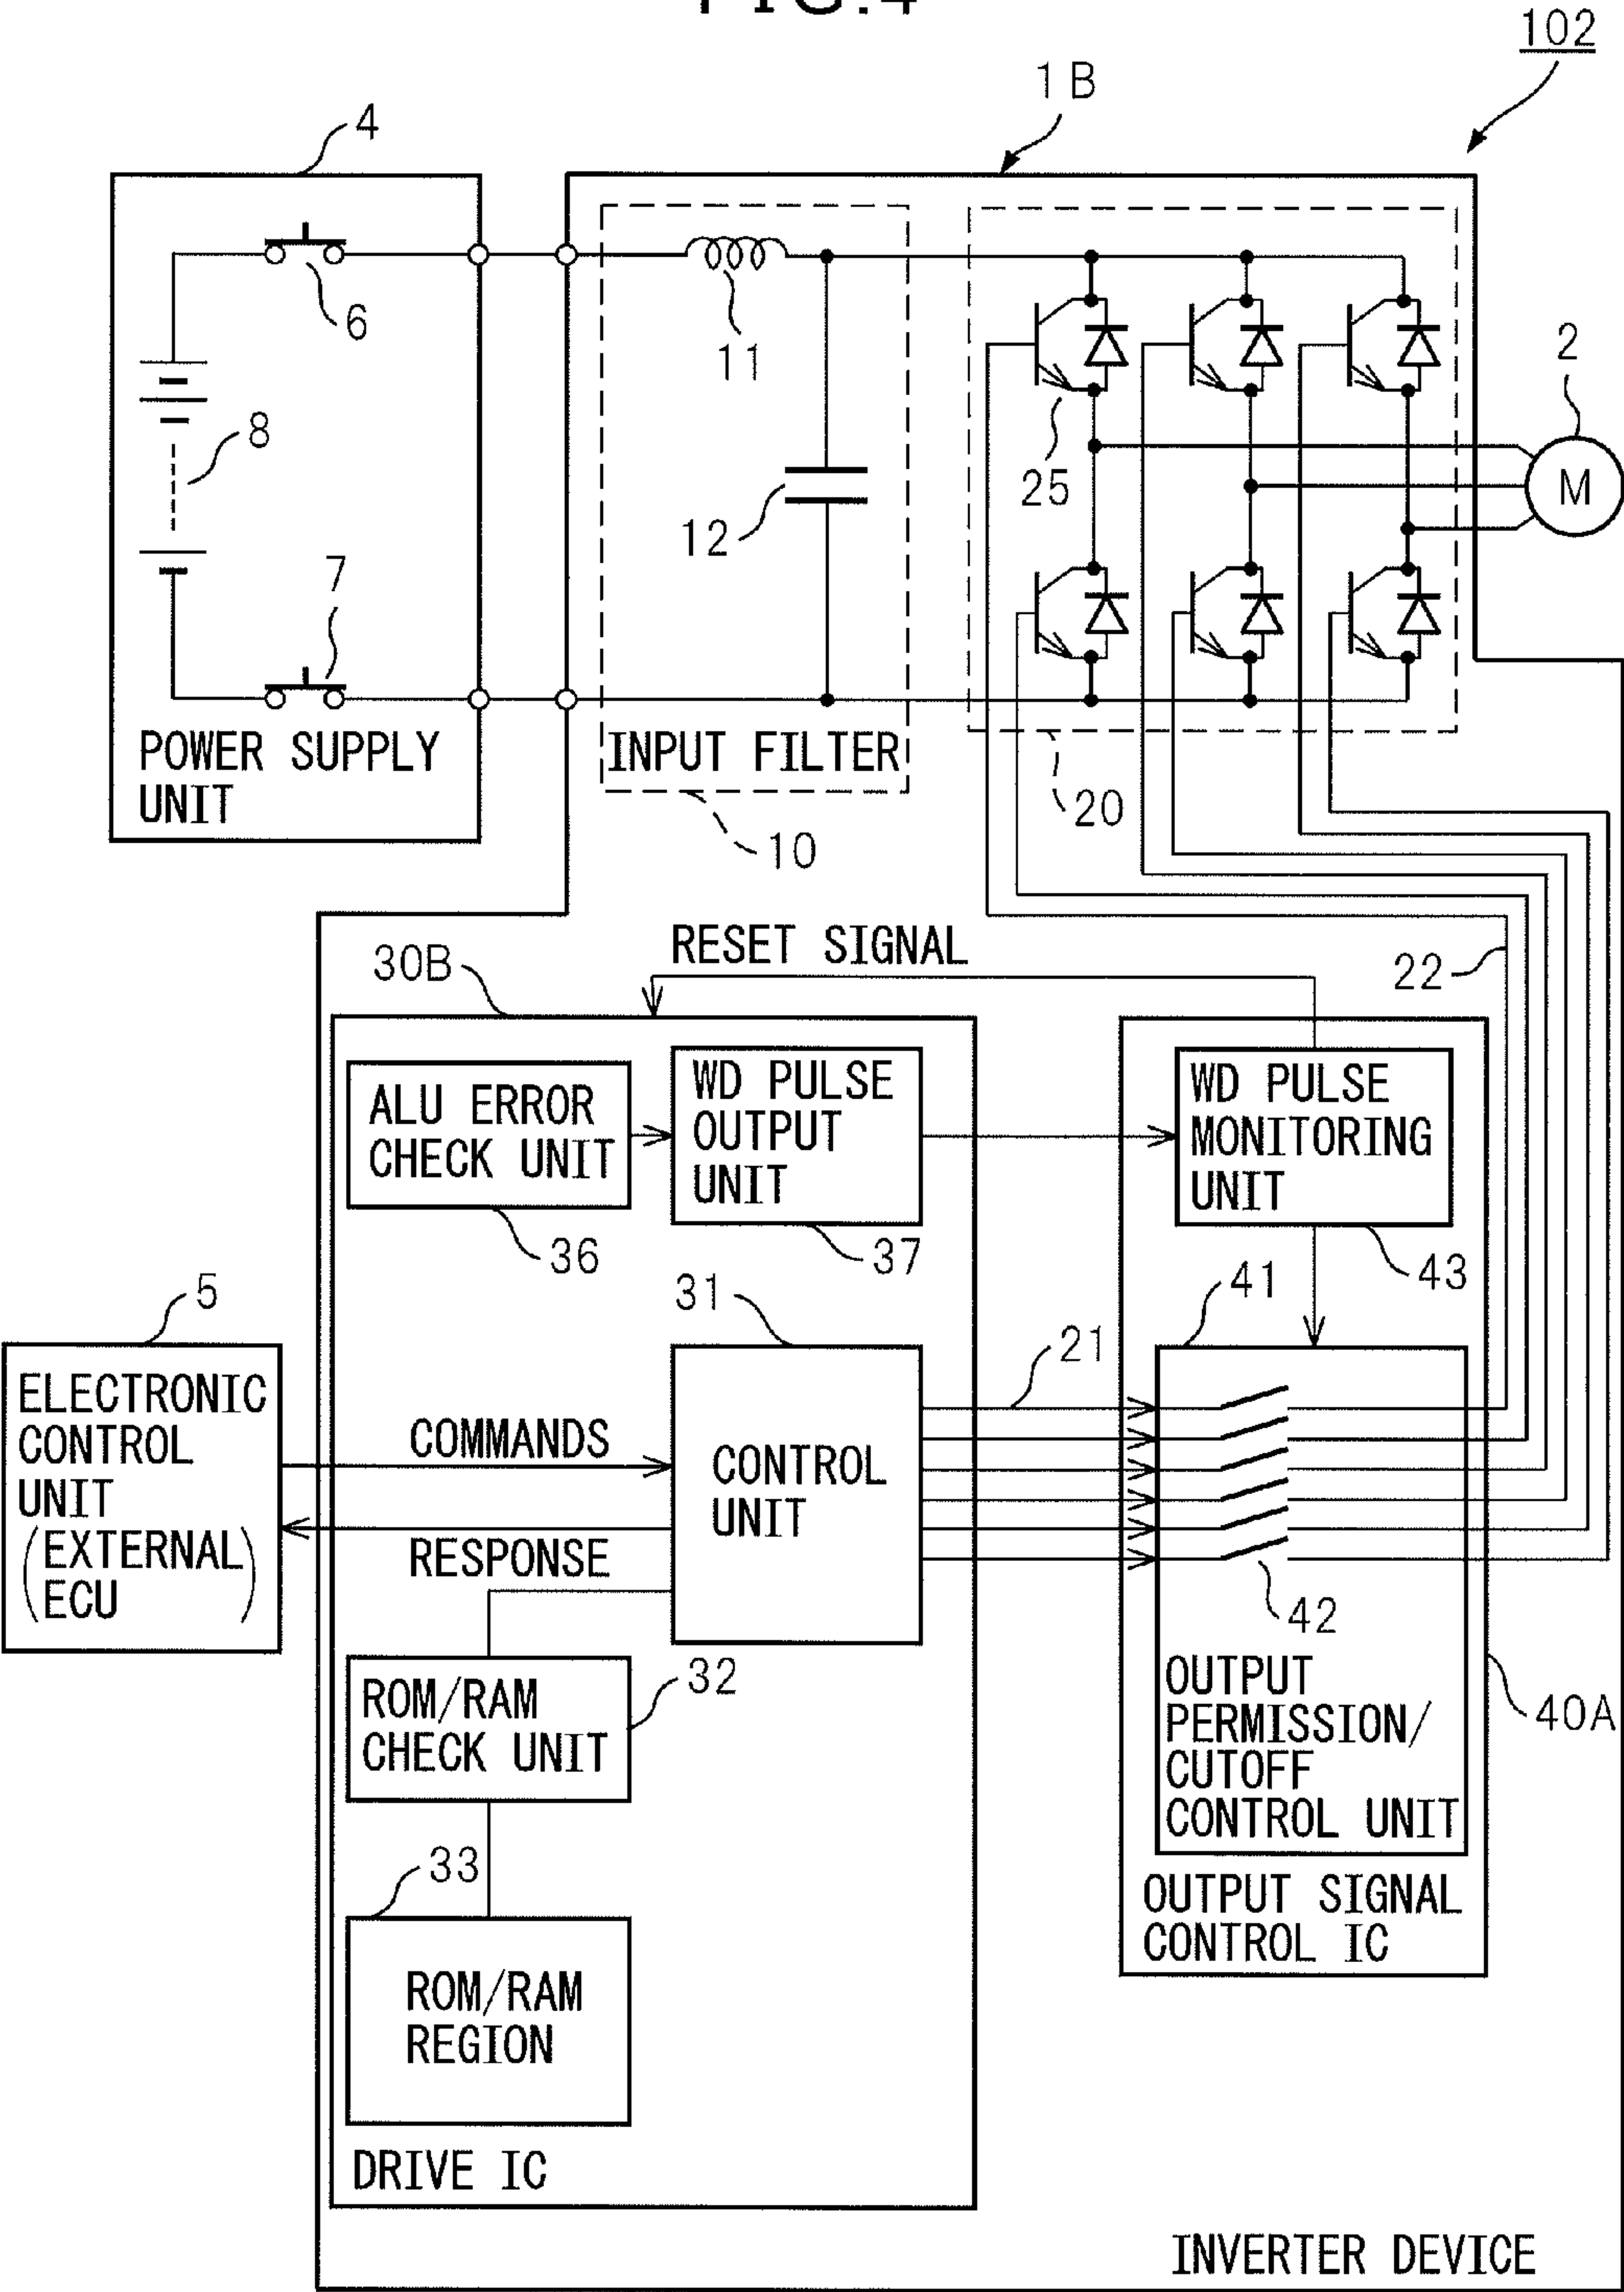 FIG.4
102
1B
4
6
11
2
8
25
M
12
7
POWER SUPPLY
UNIT
INPUT FILTER
20
10
RESET SIGNAL
30B
22
ALU ERROR
CHECK UNIT
WD PULSE
OUTPUT
UNIT
WD PULSE
MONITORING
UNIT
36
37
43
5
31
41
21
ELECTRONIC
CONTROL
UNIT
(EXTERNAL
ECU)
COMMANDS
CONTROL
UNIT
RESPONSE
42
32
ROM/RAM
CHECK UNIT
OUTPUT
PERMISSION/
CUTOFF
CONTROL UNIT
40A
33
OUTPUT SIGNAL
CONTROL IC
ROM/RAM
REGION
DRIVE IC
INVERTER DEVICE